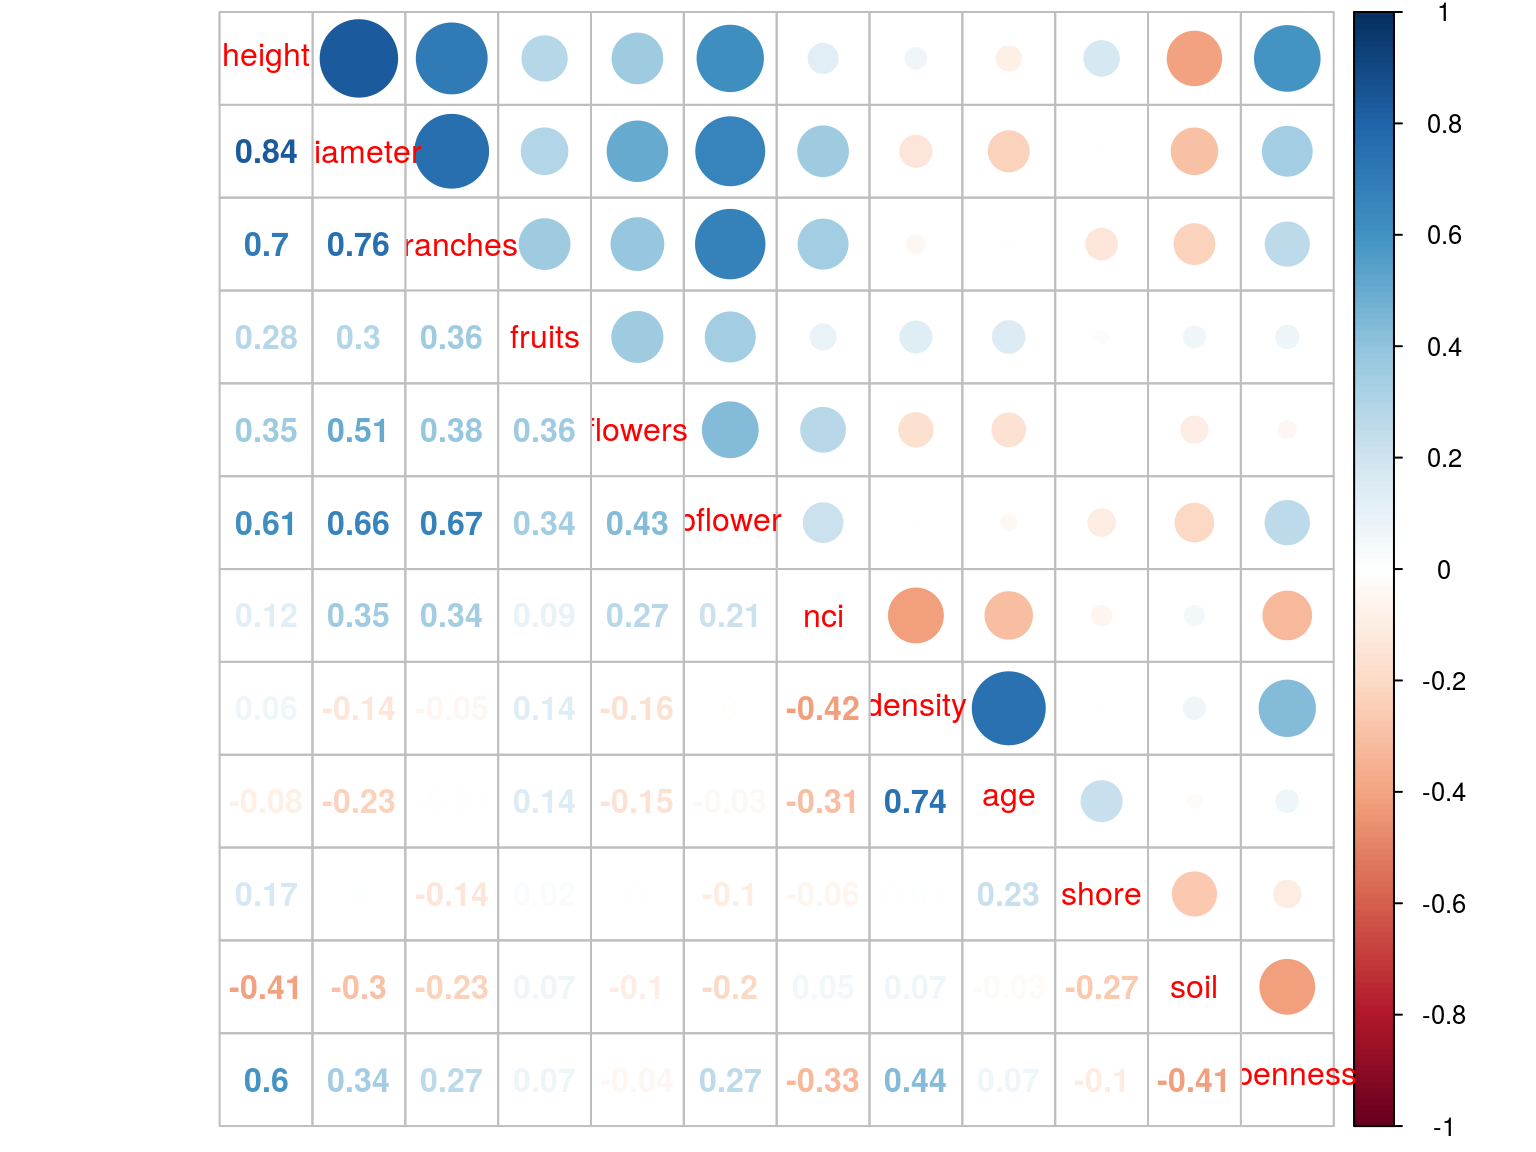 height 1
0.84 iameter 0.8
0.7 0.76 ranches 0.6
0.28 0.3 0.36 fruits 0.4
0.35 0.51 0.38 0.36 flowers 0.2
0.61 0.66 0.67 0.34 0.43 oflower 0
0.12 0.35 0.34 0.09 0.27 0.21 nci
0.06 -0.14 -0.05 0.14 -0.16 -0.42 density -0.2
-0.08 -0.23 0.14 -0.15 -0.03 -0.31 0.74 age -0.4
0.17 -0.14 0.02 -0.1 -0.06 0.23 shore -0.6
-0.41 -0.3 -0.23 0.07 -0.1 -0.2 0.05 0.07 -0.03 -0.27 soil -0.8
0.6 0.34 0.27 0.07 -0.04 0.27 -0.33 0.44 0.07 -0.1 -0.41 penness -1